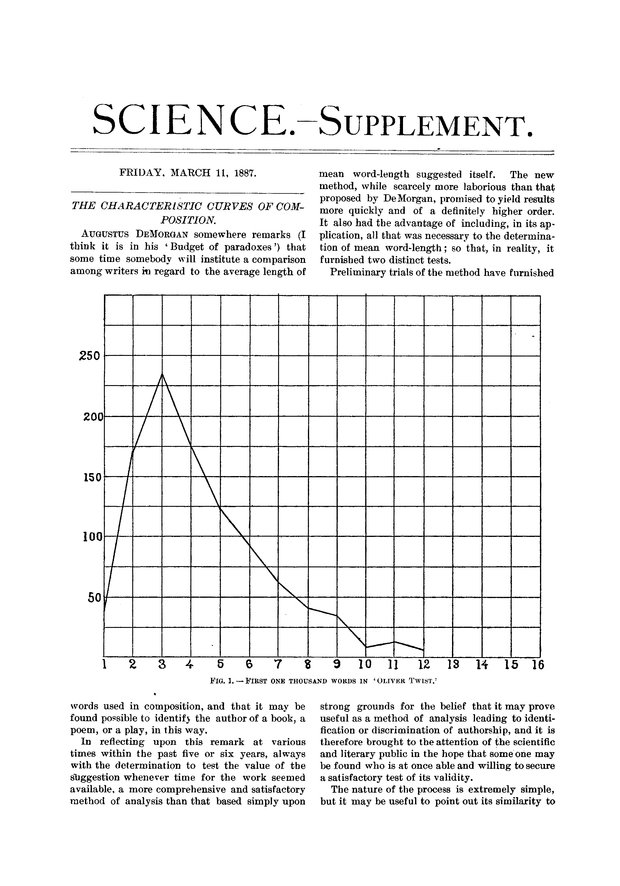 SCIENCE.–SUPPLEMENT.
FRIDAY, MARCH 11, 1887.
THE CHARACTERISTIC CURVES OF COM-
POSITION.
AUGUSTUS DEMORGAN somewhere remarks (I
think it is in his ‘Budget of paradoxes’) that
some time somebody will institute a comparison
among writers in regard to the average length of
mean word-length suggested itself. The new
method, while scarcely more laborious than that
proposed by DeMorgan, promised to yield results
more quickly and of a definitely higher order.
It also had the advantage of including, in its ap-
plication, all that was necessary to the determina-
tion of mean word-length; so that, in reality, it
furnished two distinct tests.
Preliminary trials of the method have furnished
250
200
150
100
50
1 2 3 4 5 6 7 8 9 10 11 12 13 14 15 16
FIG. 1. — FIRST ONE THOUSAND WORDS IN ‘OLIVER TWIST.’
words used in composition, and that it may be
found possible to identify the author of a book, a
poem, or a play, in this way.
In reflecting upon this remark at various
times within the past five or six years, always
with the determination to test the value of the
suggestion whenever time for the work seemed
available, a more comprehensive and satisfactory
method of analysis than that based simply upon
strong grounds for the belief that it may prove
useful as a method of analysis leading to identi-
fication or discrimination of authorship, and it is
therefore brought to the attention of the scientific
and literary public in the hope that some one may
be found who is at once able and willing to secure
a satisfactory test of its validity.
The nature of the process is extremely simple,
but it may be useful to point out its similarity to